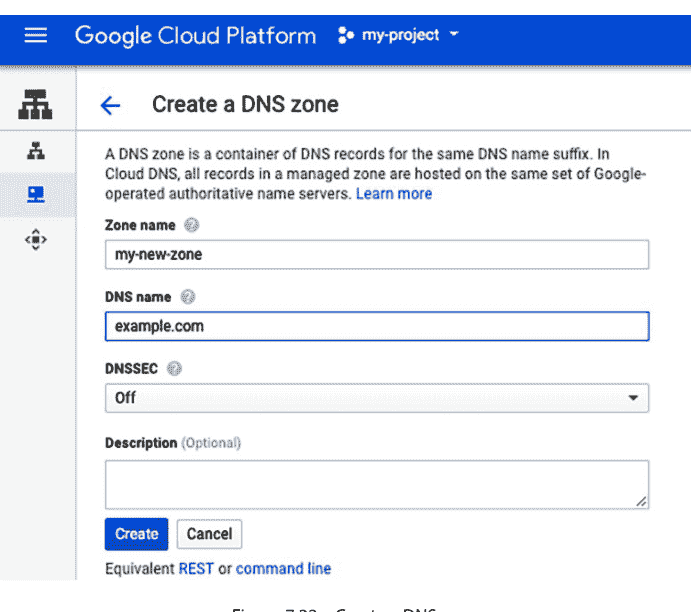 Google Cloud Platform my-project
Create a DNS zone
A DNS zone is a container of DNS records for the same DNS name suffix. In
Cloud DNS, all records in a managed zone are hosted on the same set of Google-
operated authoritative name servers. Learn more
Zone name
my-new-zone
DNS name
example.com
DNSSEC
Off
Description (Optional)
Create Cancel
Equivalent REST or command line